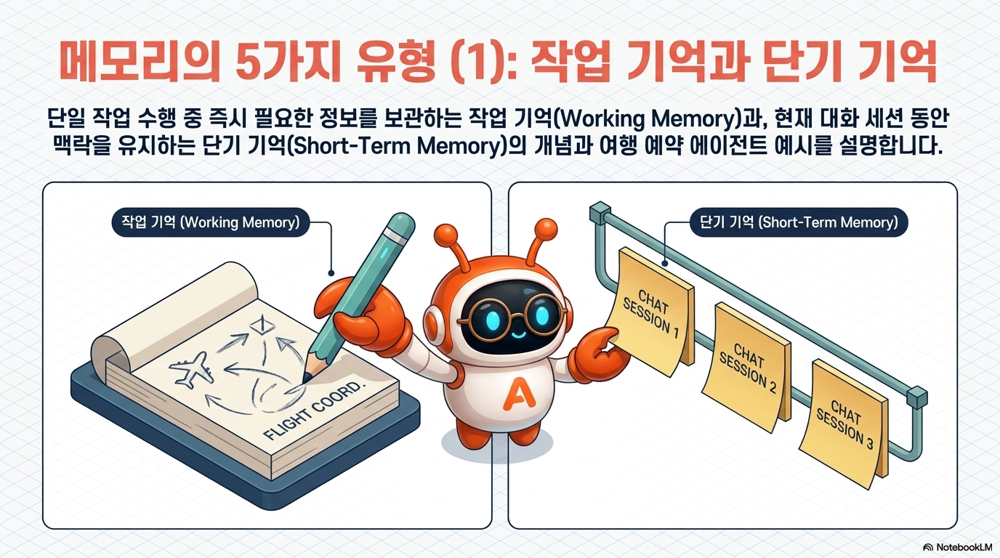 메모리의 5가지 유형 (1): 작업 기억과 단기 기억
단일 작업 수행 중 즉시 필요한 정보를 보관하는 작업 기억(Working Memory)과, 현재 대화 세션 동안
맥락을 유지하는 단기 기억(Short-Term Memory)의 개념과 여행 예약 에이전트 예시를 설명합니다.
작업 기억 (Working Memory)
FLIGHT COORD.
A
단기 기억 (Short-Term Memory)
CHAT
SESSION 1
CHAT
SESSION 2
CHAT
SESSION 3
NotebookLM